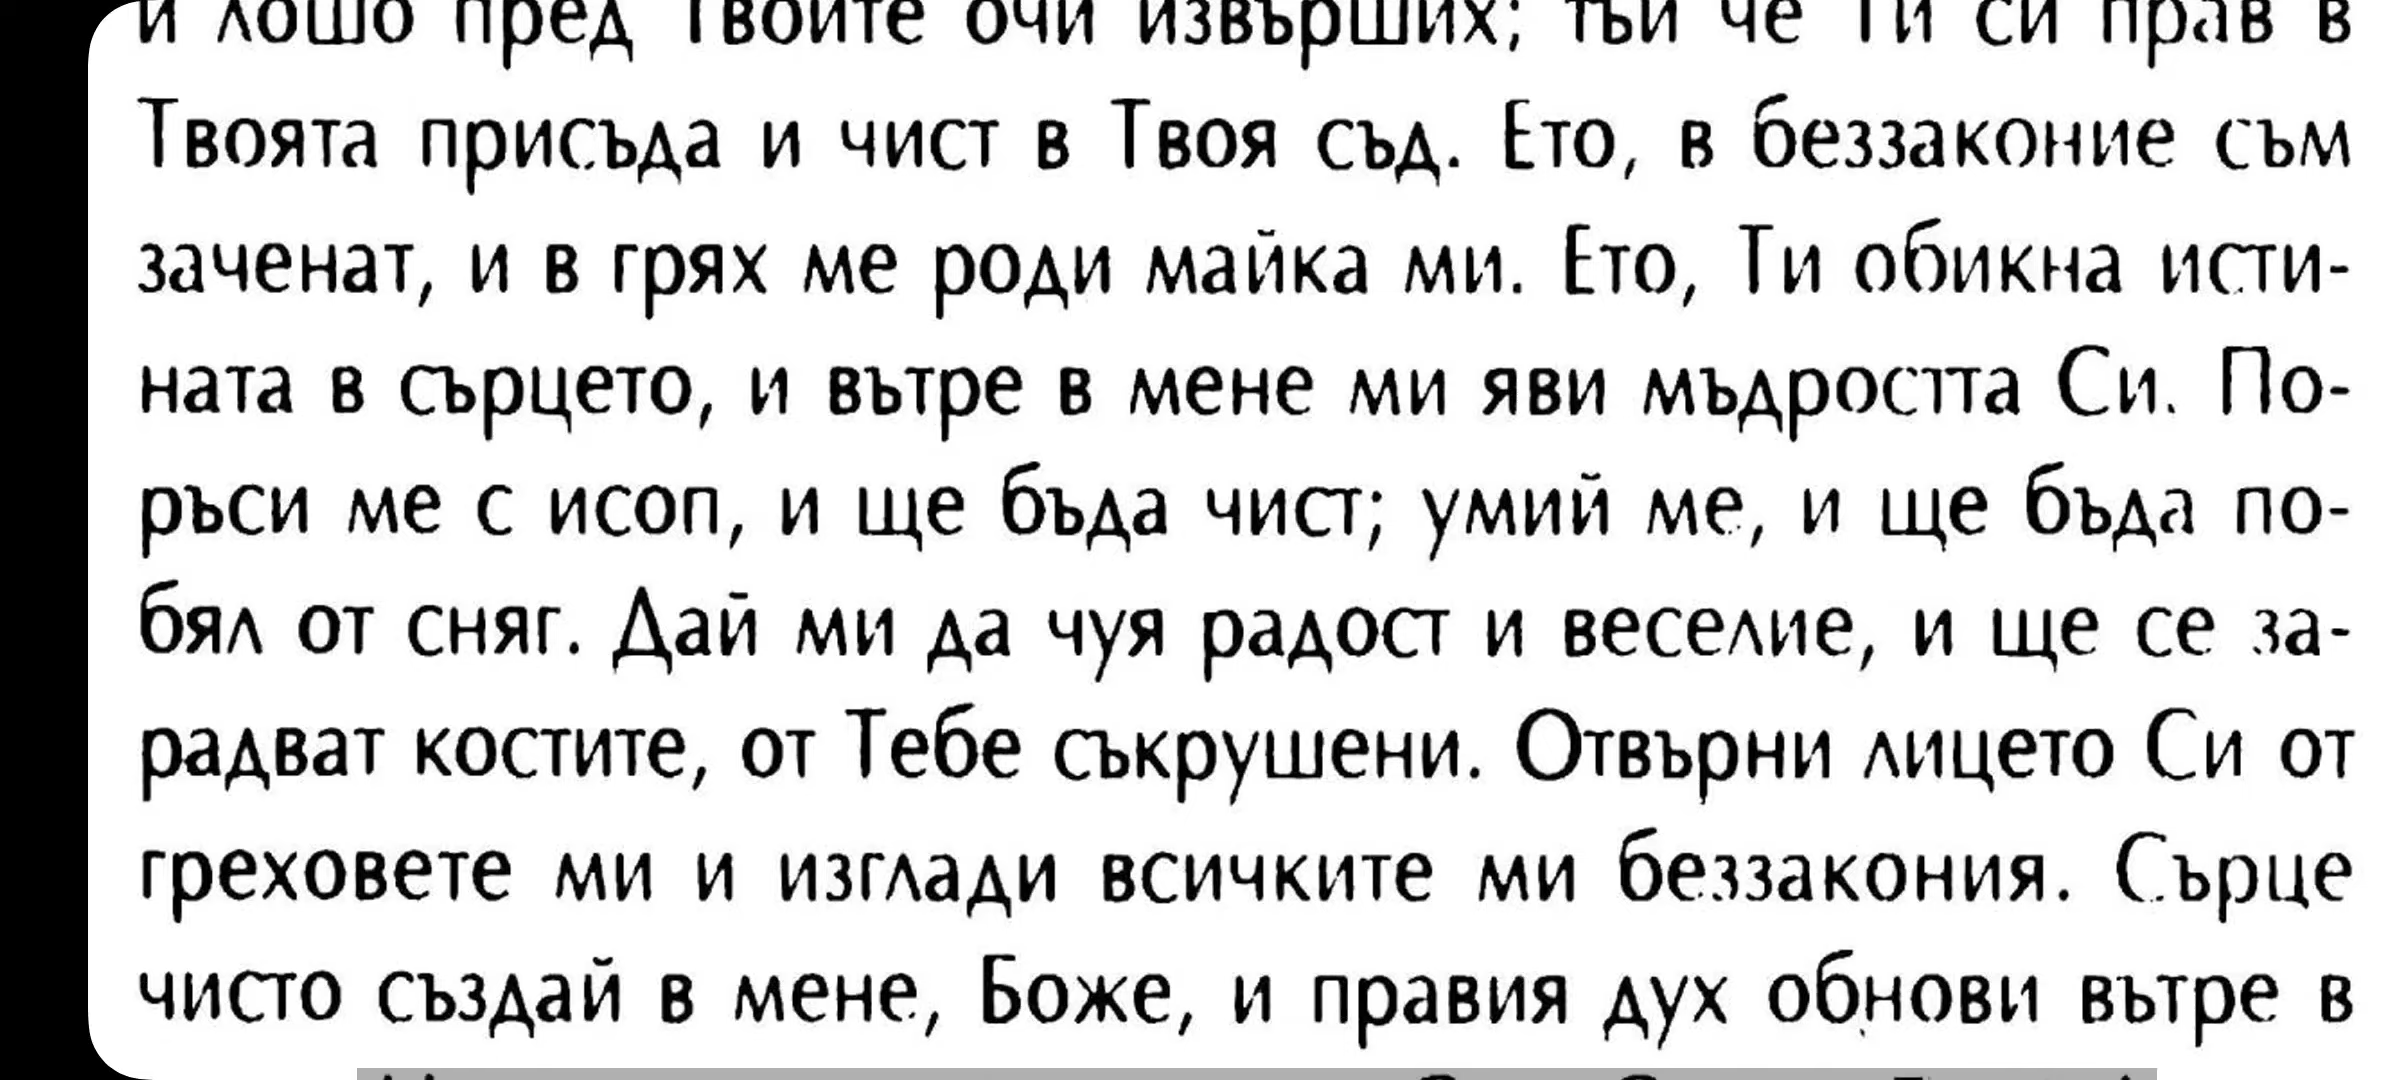 и лошо пред Твоите очи извърших; тъй че Ти си прав в
Твоята присъда и чист в Твоя съд. Ето, в беззаконие съм
заченат, и в грях ме роди майка ми. Ето, Ти обикна исти-
ната в сърцето, и вътре в мене ми яви мъдростта Си. По-
ръси ме с исоп, и ще бъда чист; умий ме, и ще бъда по-
бял от сняг. Дай ми да чуя радост и веселие, и ще се за-
радват костите, от Тебе съкрушени. Отвърни лицето Си от
греховете ми и изглади всичките ми беззакония. Сърце
чисто създай в мене, Боже, и правия дух обнови вътре в